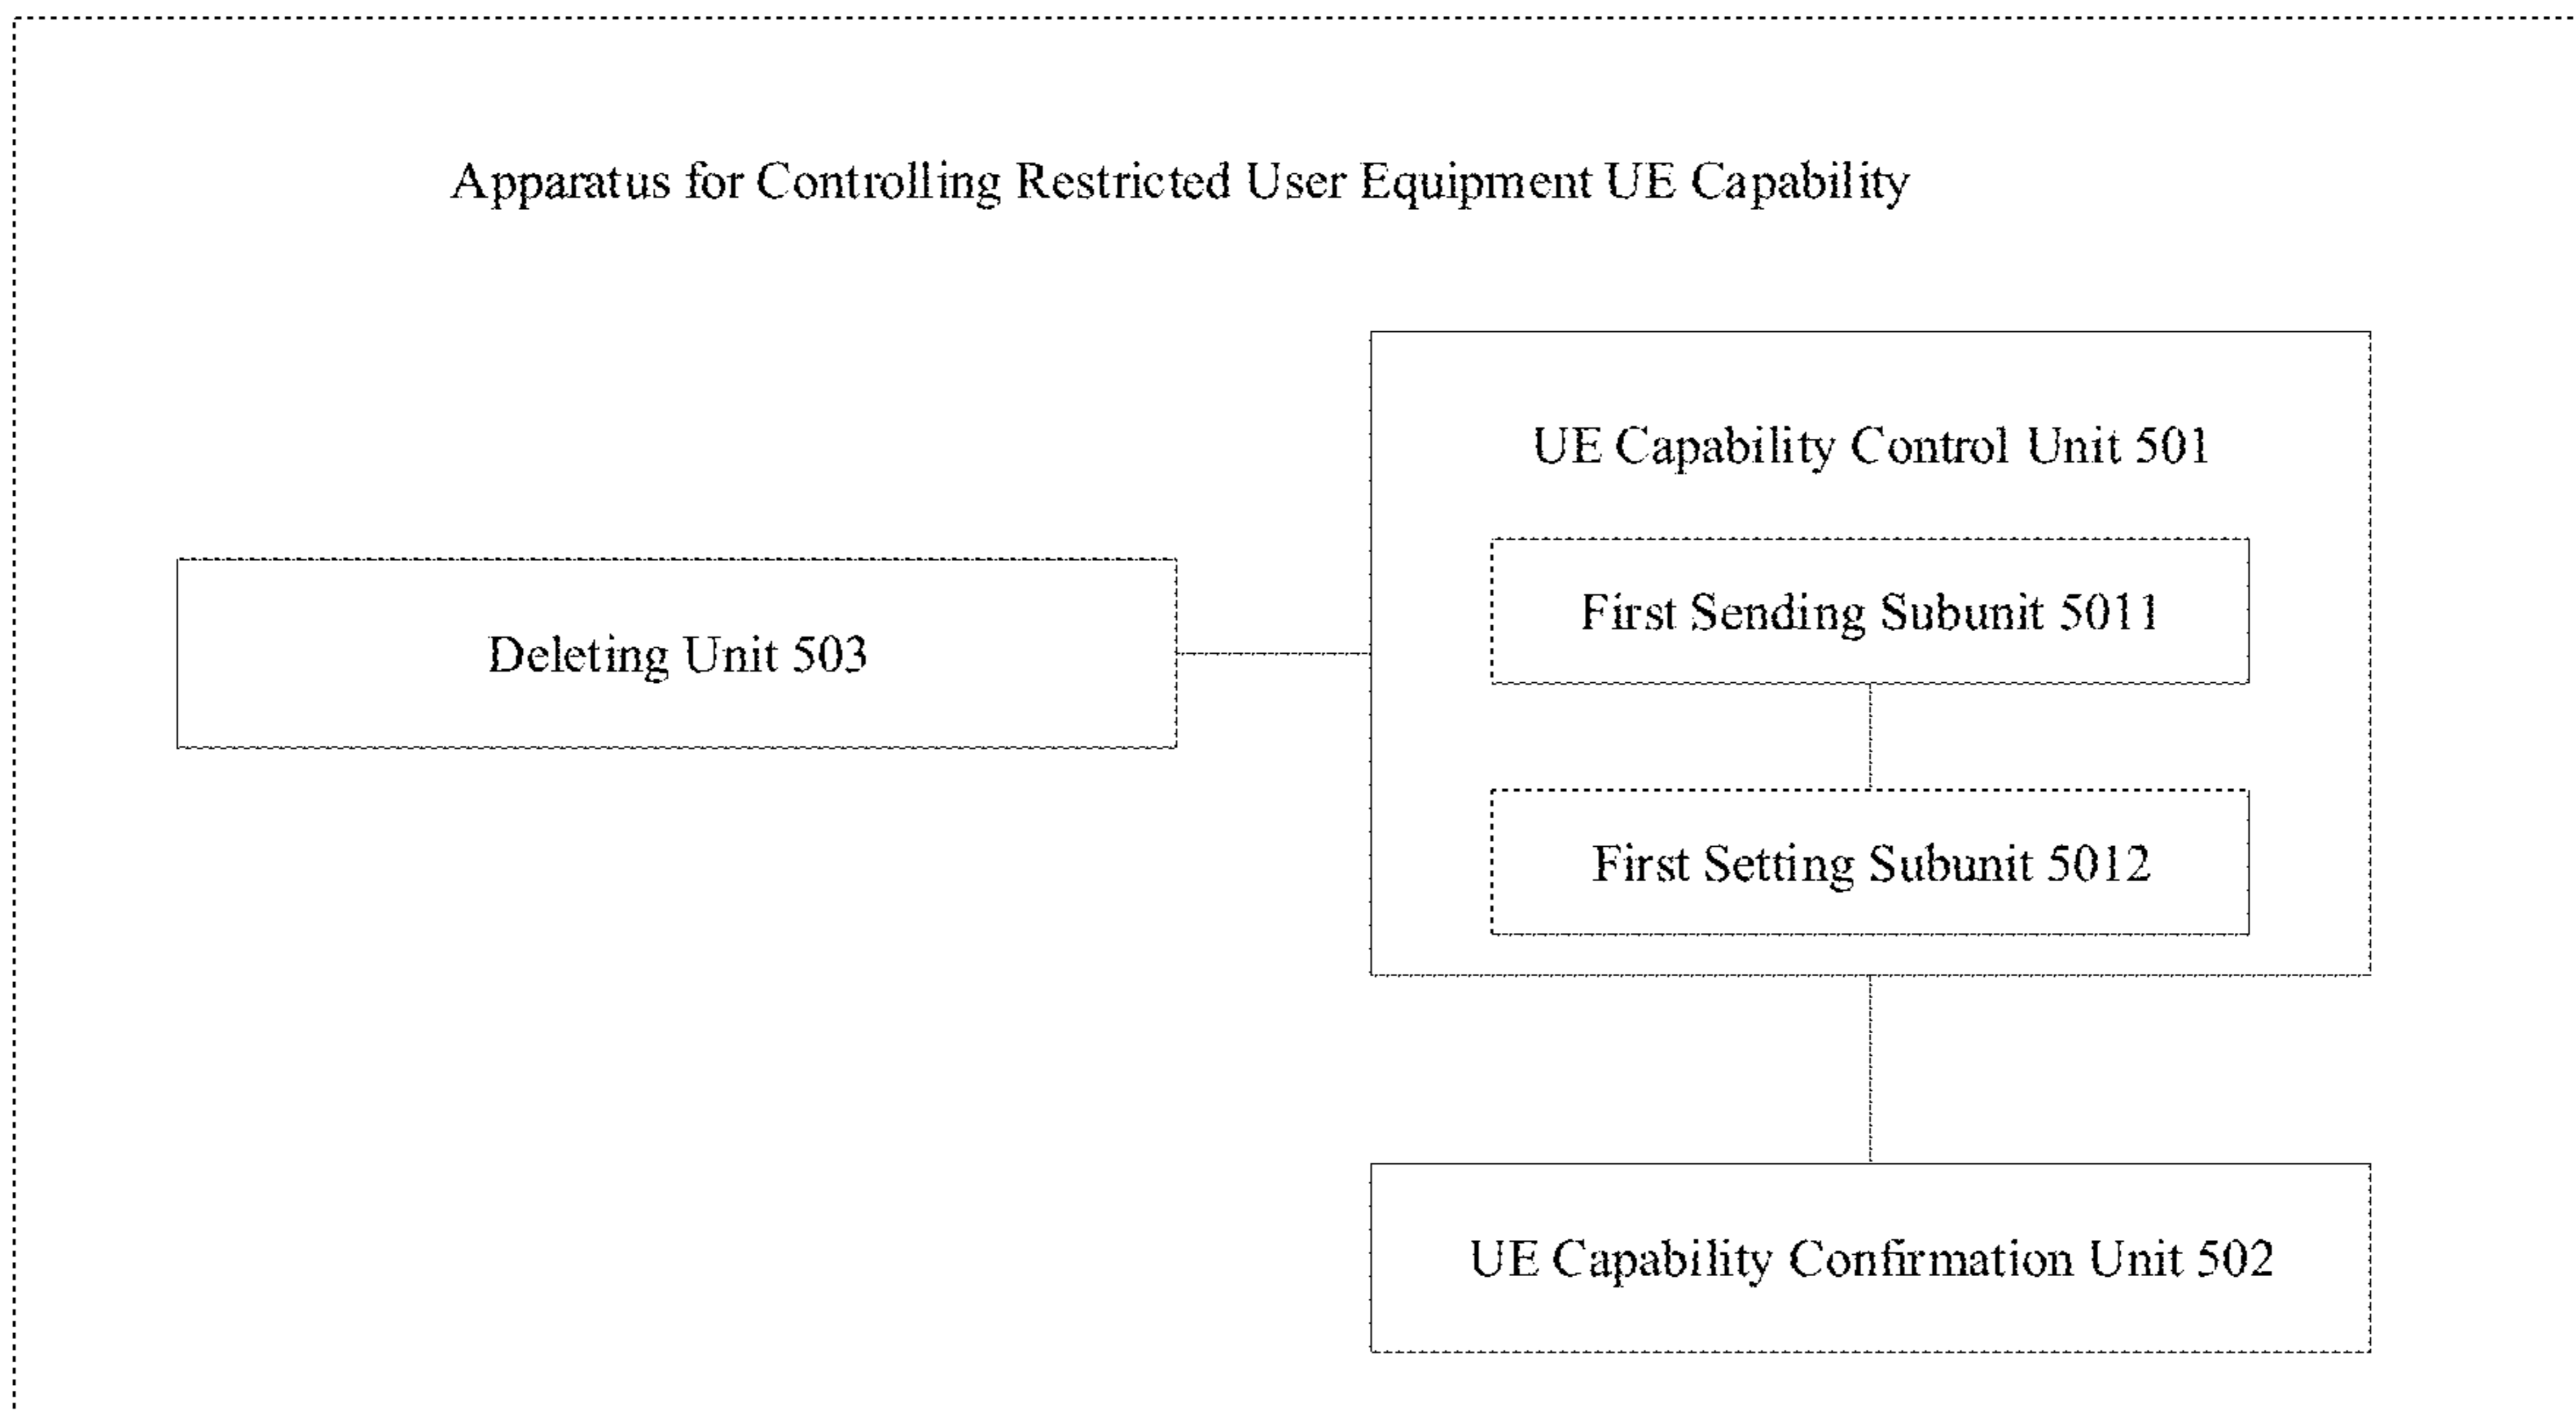 Apparatus for Controlling Restricted User Equipment UE Capability
UE Capability Control Unit 501
First Sending Subunit 5011
Deleting Unit 503
First Setting Subunit 5012
UE Capability Confirmation Unit 502